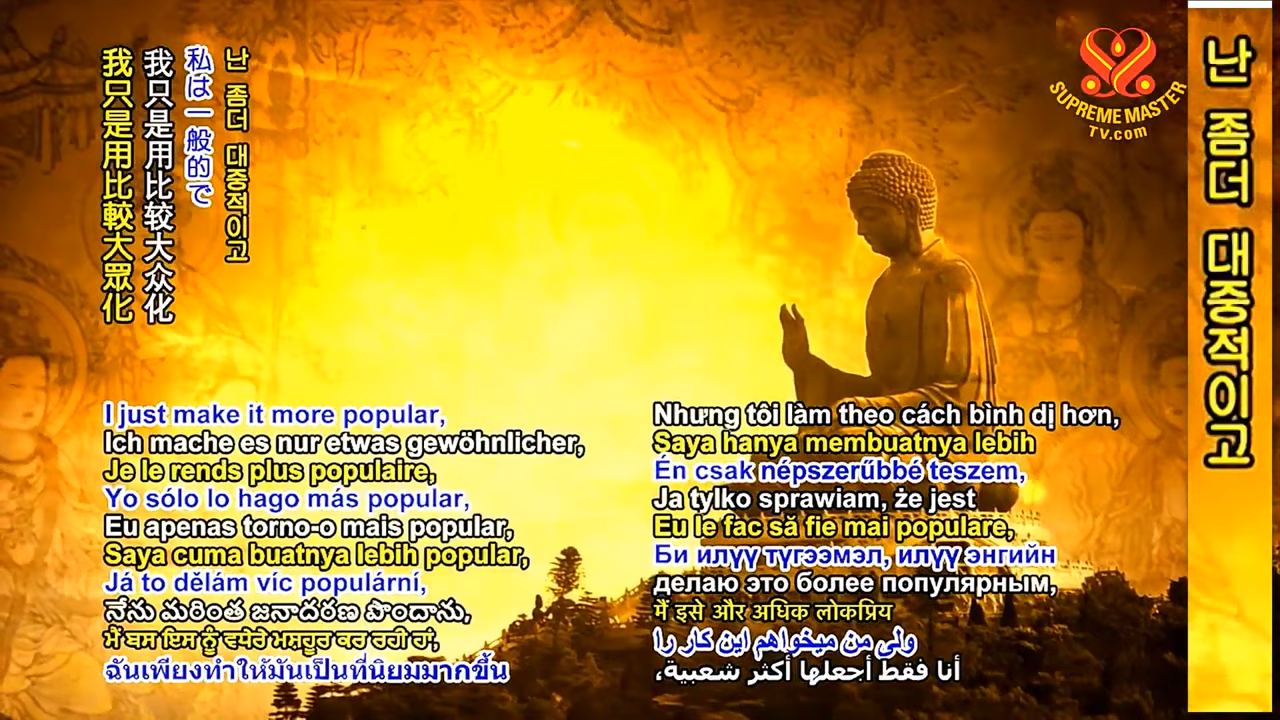 난 좀더 대중적이고
私は一般的で
我只是用比较大众化
我只是用比較大眾化
SUPREME MASTER
TV.com
난 좀더 대중적이고
I just make it more popular,
Ich mache es nur etwas gewöhnlicher,
Je le rends plus populaire,
Yo sólo lo hago más popular,
Eu apenas torno-o mais popular,
Saya cuma buatnya lebih popular,
Já to dělám víc populární,
నేను మరింత జనాదరణ పొందాను,
ਮੈਂ ਬਸ ਇਸ ਨੂੰ ਵਧੇਰੇ ਮਸ਼ਹੂਰ ਕਰ ਰਹੀ ਹਾਂ,
ฉันเพียงทำให้มันเป็นที่นิยมมากขึ้น
Nhưng tôi làm theo cách bình dị hơn,
Saya hanya membuatnya lebih
Én csak népszerűbbé teszem,
Ja tylko sprawiam, że jest
Eu le fac să fie mai populare,
Би илүү түгээмэл, илүү энгийн
делаю это более популярным,
मैं इसे और अधिक लोकप्रिय
ولی من میخواهم این کار را
أنا فقط أجعلها أكثر شعبية،